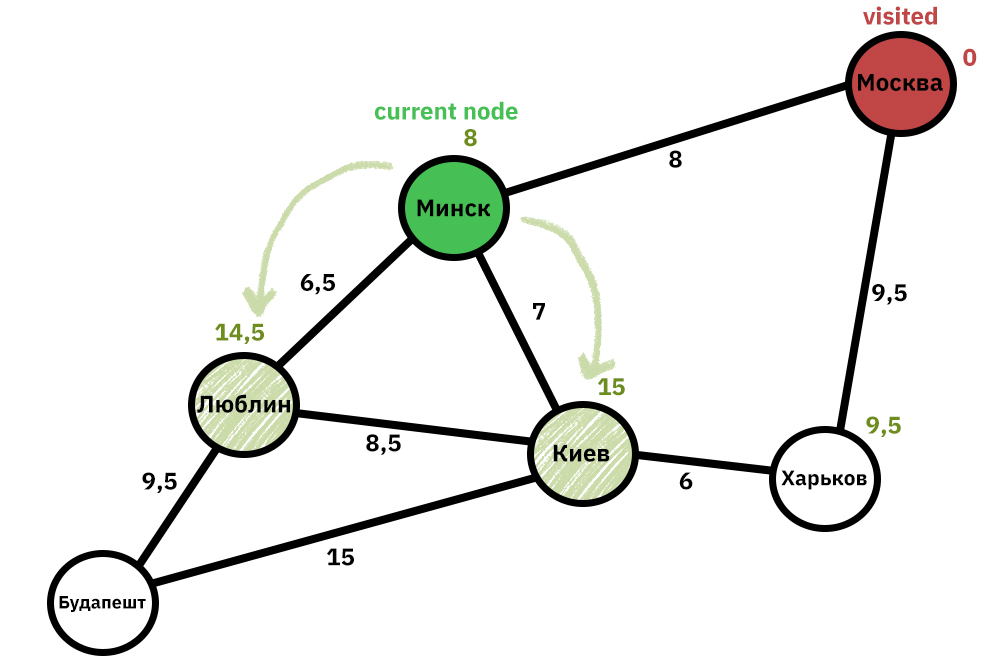 visited
0
Москва
current node
8
Минск
8
6,5
7
9,5
14,5
Люблин
15
8,5
Киев
9,5
Харьков
6
9,5
15
Будапешт